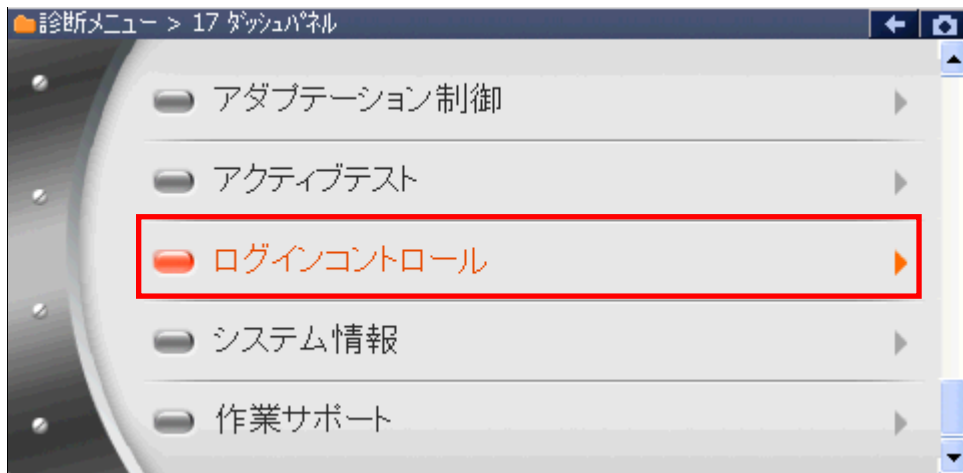 診断メニュー > 17 ﾀﾞｯｼｭﾊﾟﾈﾙ
アダプテーション制御
アクティブテスト
ログインコントロール
システム情報
作業サポート